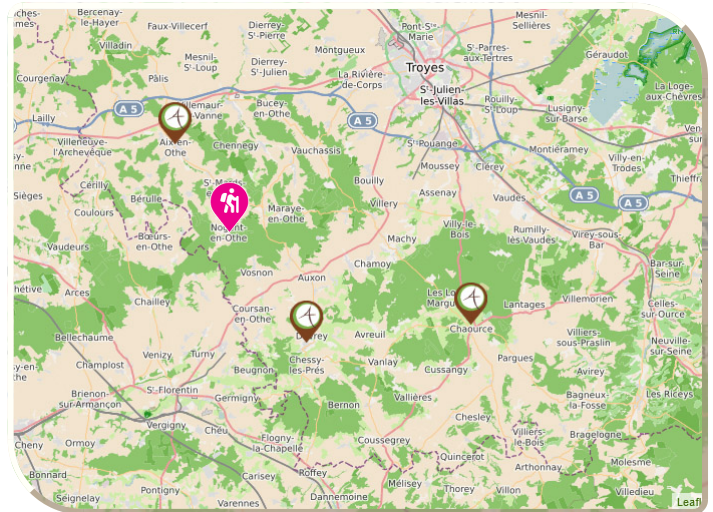 Bercenay-
le-Hayer
Faux-Villecerf
Dierrey-
S‎ᵗ-Pierre
Pont-Sᵗᵉ
Marie
Mesnil-
Sellières
Villadin
Mesnil-
Sᵗ-Loup
Montgueux
Sᵗ-Parres-
aux-Tertres
Géraudot
Courgenay
Pâlis
Dierrey-
Sᵗ-Julien
La Rivière-
de-Corps
Troyes
Sᵗ-Julien-
les-Villas
La Loge-
aux-Chèvres
Lailly
A 5
Bucey-
en-Othe
A 5
Rouilly-
Sᵗ-Loup
Lusigny-
sur-Barse
Villeneuve-
l'Archevêque
Aix-en-
Othe
Chennegy
Vauchassis
Sᵗ-Pouange
Moussey
Clérey
Montiéramey
Villy-en-
Trodes
Cérilly
Bouilly
Thieffrain
Sièges
Bérulle
Assenay
Vaudes
A 5
A 5
Coulours
Maraye-
en-Othe
Villery
Villy-le-
Bois
Rumilly-
lès-Vaudes
Virey-sous-
Bar
Vaudeurs
Bœurs-
en-Othe
Nogent-
en-Othe
Machy
Vosnon
Auxon
Chamoy
Bar-sur-
Seine
Arces
Chailley
Coursan-
en-Othe
Lantages
Villemorien
Celles-
sur-Ource
Bellechaume
Avreuil
Chaource
Villiers-
sous-Praslin
Neuville-
sur-Seine
Venizy
Turny
Chessy-
les-Prés
Vanlay
Pargues
Champlost
Beugnon
Cussangy
Avirey
Brienon-
sur-Armançon
Sᵗ-Florentin
Germigny
Bernon
Vallières
Bagneux-
la-Fosse
Les Riceys
Vergigny
Chéu
Chesley
Cheny
Ormoy
Flogny-
la-Chapelle
Coussegrey
Villiers-
le-Bois
Bragelogne
Quincerot
Bonnard
Carisey
Roffey
Arthonnay
Molesme
Seignelay
Pontigny
Varennes
Dannemoine
Mélisey
Thorey
Villon
Villedieu
Leafl